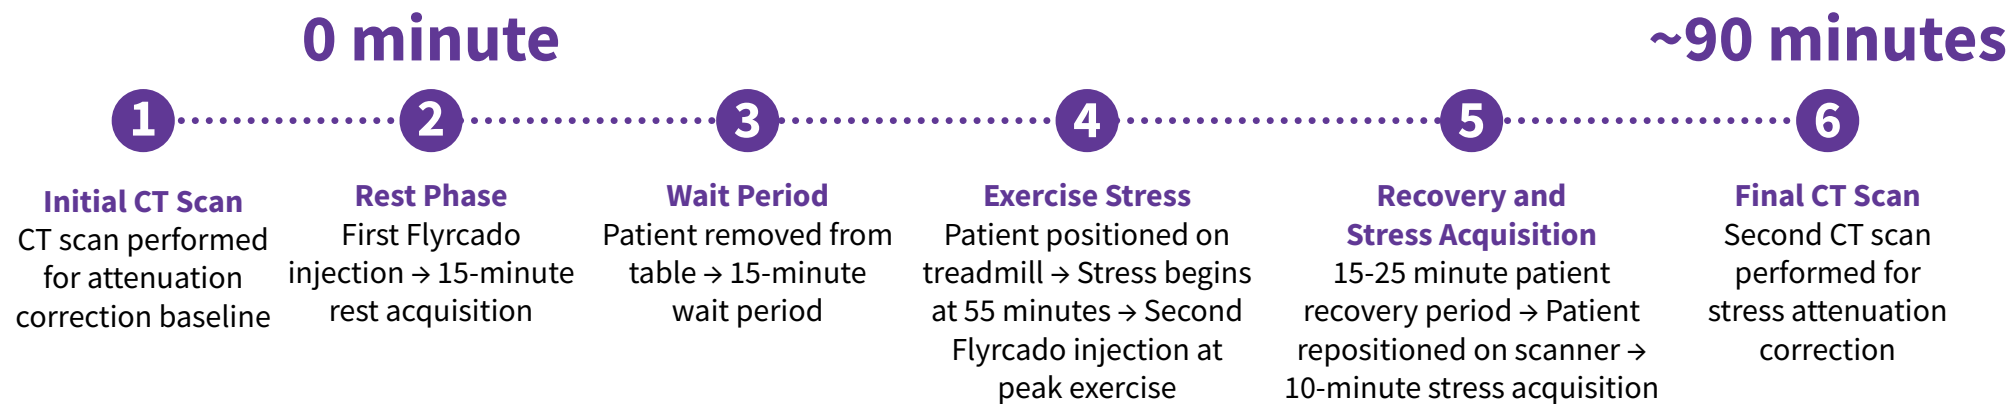 0 minute
~90 minutes
1
2
3
4
5
6
Initial CT Scan
CT scan performed
for attenuation
correction baseline
Rest Phase
First Flyrcado
injection → 15-minute
rest acquisition
Wait Period
Patient removed from
table → 15-minute
wait period
Exercise Stress
Patient positioned on
treadmill → Stress begins
at 55 minutes → Second
Flyrcado injection at
peak exercise
Recovery and
Stress Acquisition
15-25 minute patient
recovery period → Patient
repositioned on scanner →
10-minute stress acquisition
Final CT Scan
Second CT scan
performed for
stress attenuation
correction